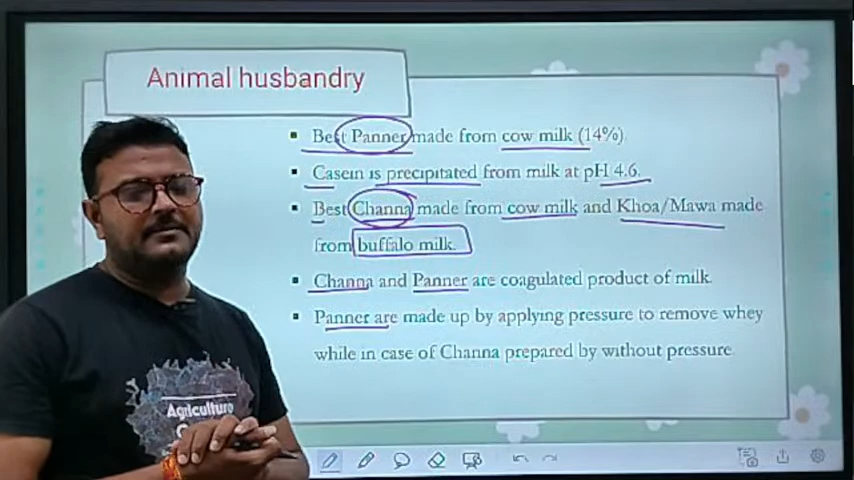 Animal husbandry
Best Panner made from cow milk (14%).
Casein is precipitated from milk at pH 4.6.
Best Channa made from cow milk and Khoa/Mawa made
from buffalo milk.
Channa and Panner are coagulated product of milk.
Panner are made up by applying pressure to remove whey
while in case of Channa prepared by without pressure
Agriculture